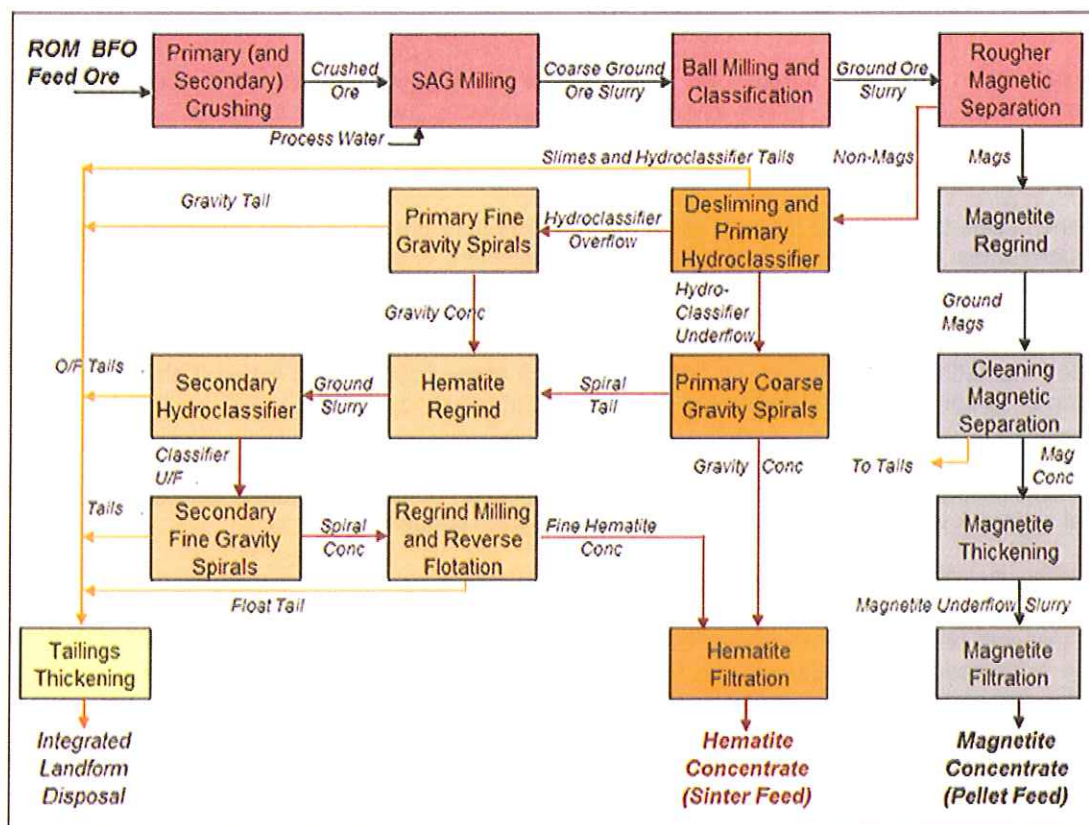 ROM BFO
Feed Ore
Primary (and
Secondary)
Crushing
Crushed
Ore
SAG Milling
Coarse Ground
Ore Slurry
Ball Milling and
Classification
Ground Ore
Slurry
Rougher
Magnetic
Separation
Process Water
Slimes and Hydroclassifier Tails
Non-Mags
Mags
Gravity Tail
Primary Fine
Gravity Spirals
Hydroclassifier
Overflow
Desliming and
Primary
Hydroclassifier
Magnetite
Regrind
Gravity Conc
Hydro-
Classifier
Underflow
Ground
Mags
O/F Tails
Secondary
Hydroclassifier
Ground
Slurry
Hematite
Regrind
Spiral
Tail
Primary Coarse
Gravity Spirals
Cleaning
Magnetic
Separation
Classifier
U/F
Gravity Conc
To Tails
Mag
Conc
Tails
Secondary
Fine Gravity
Spirals
Spiral
Conc
Regrind Milling
and Reverse
Flotation
Fine Hematite
Conc
Magnetite
Thickening
Float Tail
Magnetite Underflow Slurry
Tailings
Thickening
Hematite
Filtration
Magnetite
Filtration
Integrated
Landform
Disposal
Hematite
Concentrate
(Sinter Feed)
Magnetite
Concentrate
(Pellet Feed)